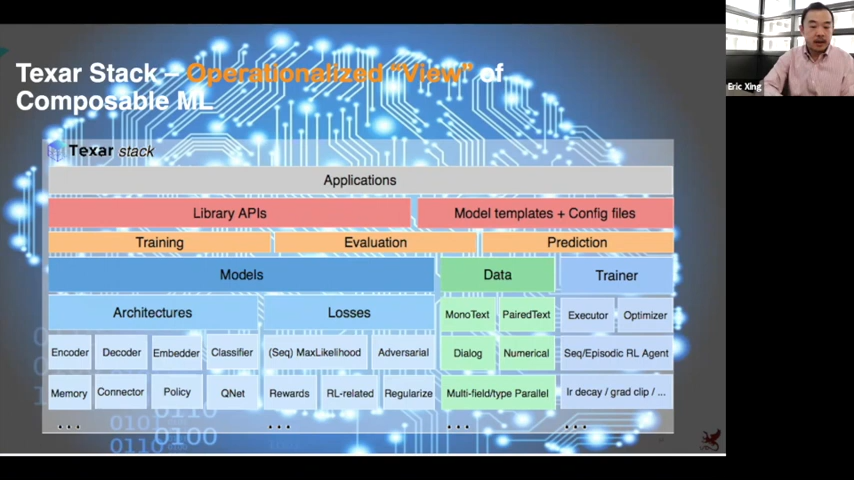 Texar Stack – Operationalized "View" of
Composable ML
Eric Xing
Texar stack
Applications
Library APIs
Model templates + Config files
Training
Evaluation
Prediction
Models
Data
Trainer
Architectures
Losses
MonoText
PairedText
Executor
Optimizer
Encoder
Decoder
Embedder
Classifier
(Seq) MaxLikelihood
Adversarial
Dialog
Numerical
Seq/Episodic RL Agent
Memory
Connector
Policy
QNet
Rewards
RL-related
Regularize
Multi-field/type Parallel
lr decay / grad clip / ...
...
...
...
...